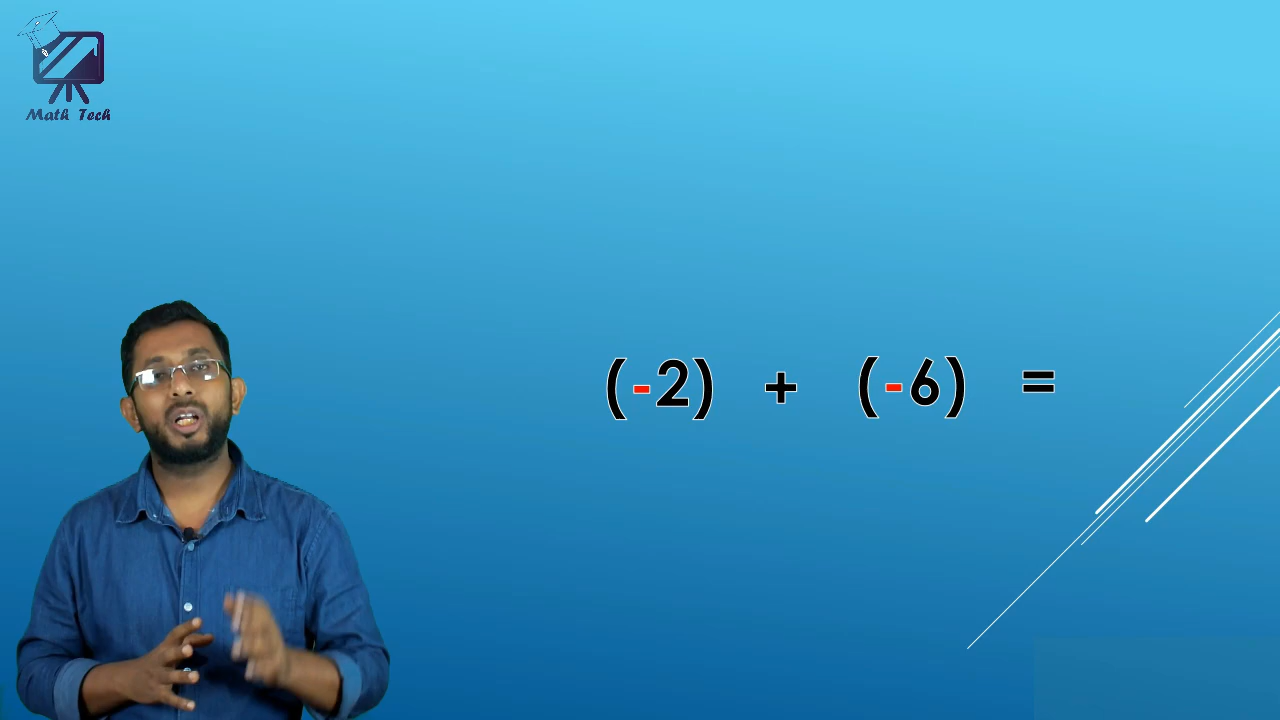 Math Tech
(-2) + (-6) =